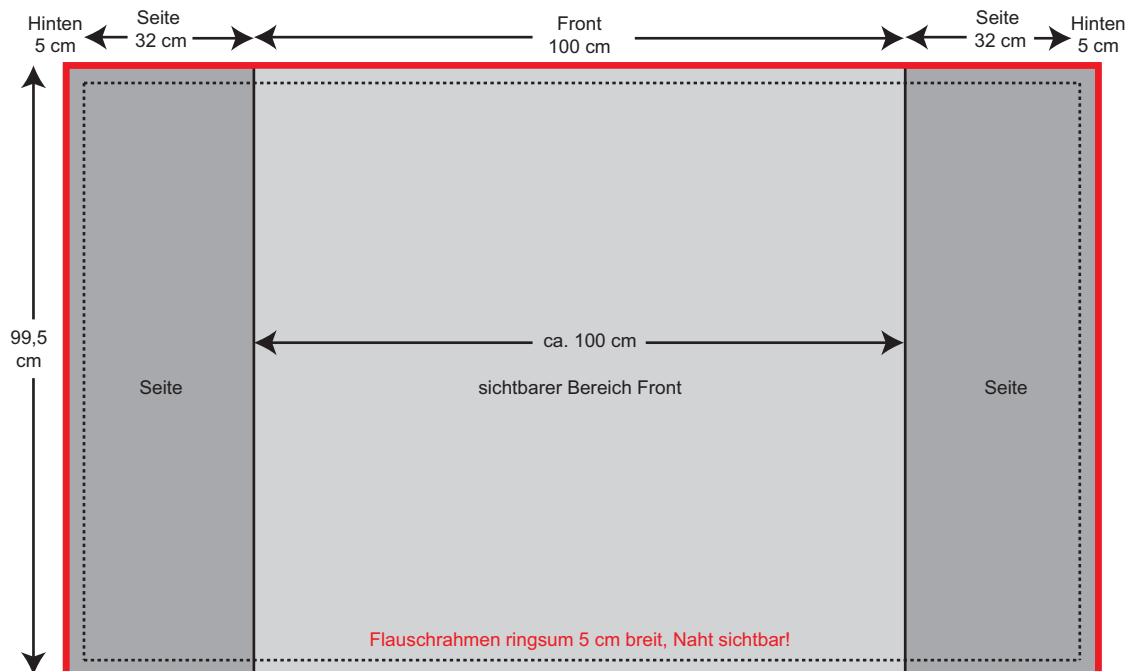 Hinten
5 cm
Seite
32 cm
Front
100 cm
Seite
32 cm
Hinten
5 cm
99,5
cm
ca. 100 cm
Seite
sichtbarer Bereich Front
Seite
Flauschrahmen ringsum 5 cm breit, Naht sichtbar!